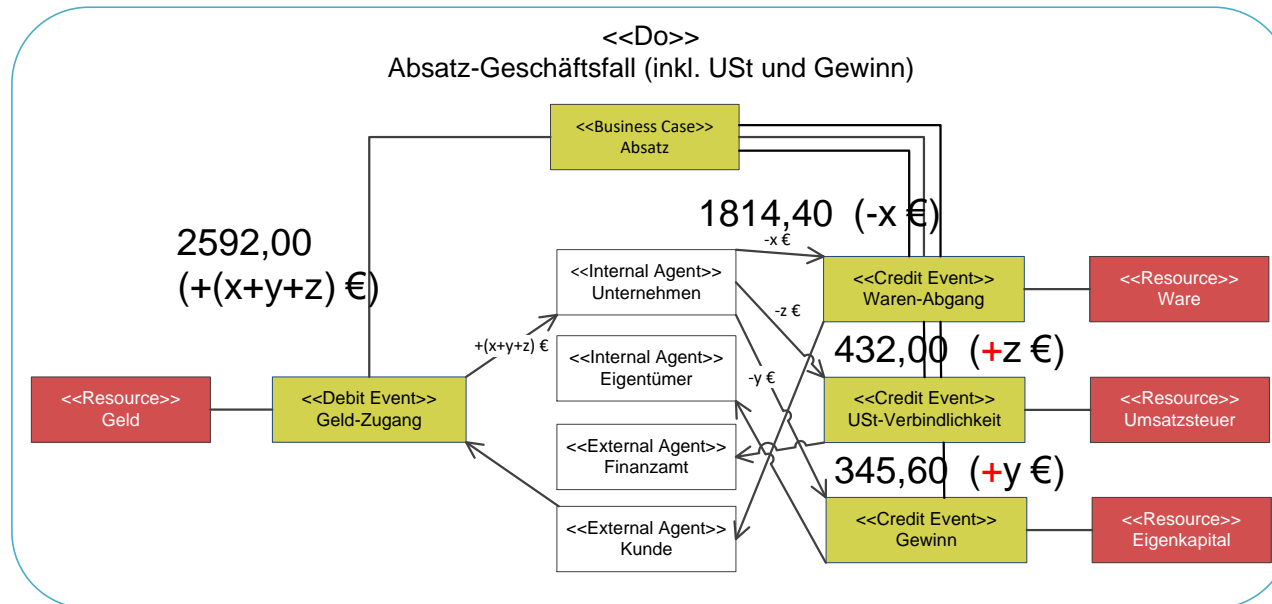 <<Do>>
Absatz-Geschäftsfall (inkl. USt und Gewinn)
<<Business Case>>
Absatz
2592,00
(+(x+y+z) €)
1814,40 (-x €)
-x €
<<Internal Agent>>
Unternehmen
<<Credit Event>>
Waren-Abgang
<<Resource>>
Ware
-z €
+(x+y+z) €
432,00 (+z €)
<<Internal Agent>>
Eigentümer
-y €
<<Resource>>
Geld
<<Debit Event>>
Geld-Zugang
<<Credit Event>>
USt-Verbindlichkeit
<<Resource>>
Umsatzsteuer
<<External Agent>>
Finanzamt
345,60 (+y €)
<<External Agent>>
Kunde
<<Credit Event>>
Gewinn
<<Resource>>
Eigenkapital